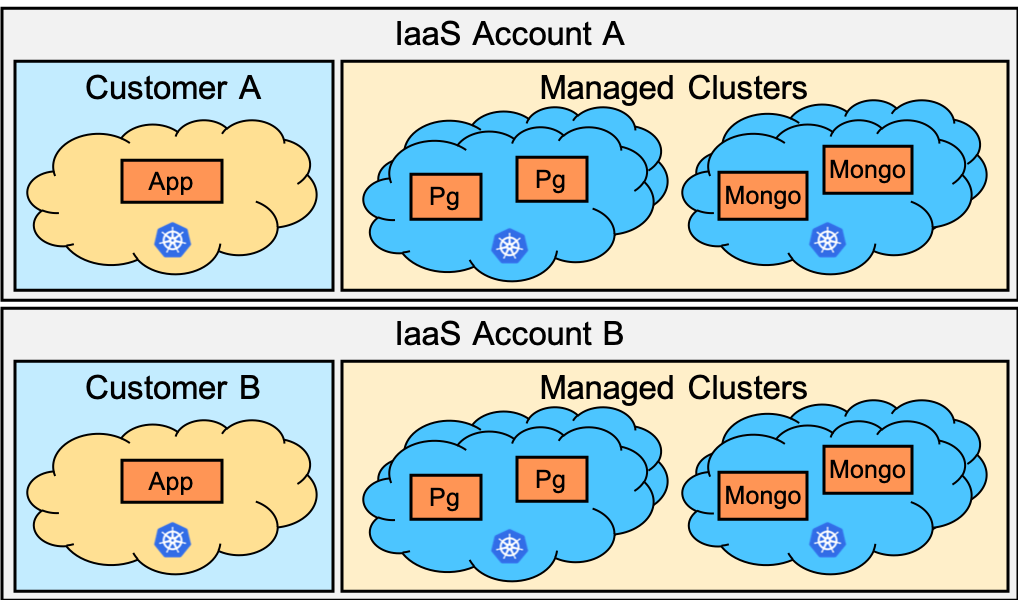 IaaS Account A
Customer A
Managed Clusters
App
Pg
Pg
Mongo
Mongo
IaaS Account B
Customer B
Managed Clusters
App
Pg
Pg
Mongo
Mongo